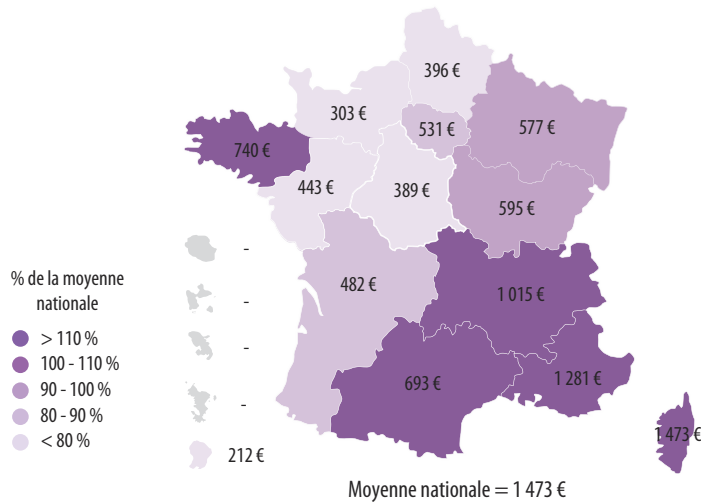 396 €
303 €
531 €
577 €
740 €
443 €
389 €
595 €
-
% de la moyenne
nationale
482 €
1 015 €
-
> 110 %
100 - 110 %
-
90 - 100 %
693 €
1 281 €
80 - 90 %
-
< 80 %
1 473 €
212 €
Moyenne nationale = 1 473 €